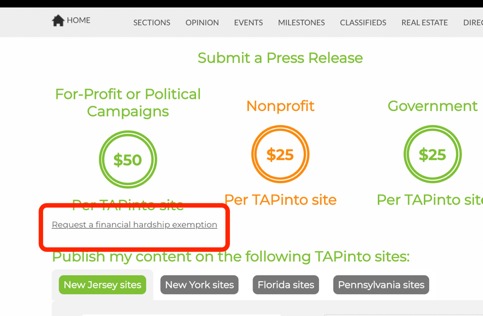 HOME SECTIONS OPINION EVENTS MILESTONES CLASSIFIEDS REAL ESTATE
Submit a Press Release
For-Profit or Political
Campaigns
$50
Per TAPinto site
Nonprofit
$25
Per TAPinto site
Government
$25
Per TAPinto
Request a financial hardship exemption
Publish my content on the following TAPinto sites:
New Jersey sites New York sites Florida sites Pennsylvania sites